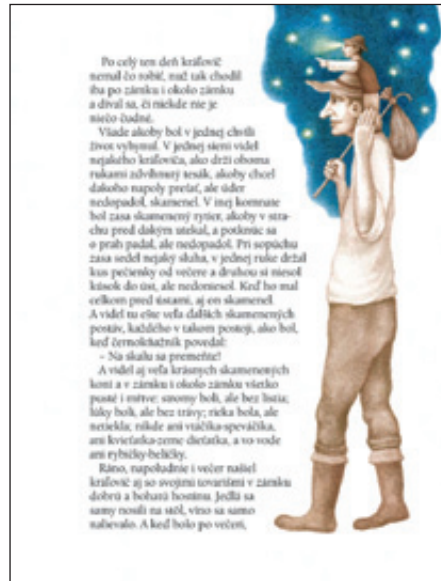 Po celý ten deň kráľovič
nemal čo robiť, nuž tak chodil
iba po zámku i okolo zámku
a díval sa, či niekde nie je
niečo čudné.
Všade akoby bol v jednej chvíli
život vyhynul. V jednej sieni videl
nejakého kráľoviča, ako drží oboma
rukami zdvihnutý tesák, akoby chcel
dakoho napoly preťať, ale úder
nedopadol, skamenel. V inej komnate
bol zasa skamenený rytier, akoby v stra-
chu pred dakým utekal, a potknúc sa
o prah padal, ale nedopadol. Pri sopúchu
zasa sedel nejaký sluha, v jednej ruke držal
kus pečienky od večere a druhou si niesol
kúsok do úst, ale nedoniesol. Keď ho mal
celkom pred ústami, aj on skamenel.
A videl tu ešte veľa ďalších skamenených
postáv, každého v takom postoji, ako bol,
keď černokňažník povedal:
– Na skalu sa premeňte!
A videl aj veľa krásnych skamenených
koní a v zámku i okolo zámku všetko
pusté i mŕtve: stromy boli, ale bez lístia;
lúky boli, ale bez trávy; rieka bola, ale
netiekla; nikde ani vtáčika-speváčika,
ani kvietatka-zeme dieťatka, a vo vode
ani rybičky-beličky.
Ráno, napoludnie i večer našiel
kráľovič aj so svojimi tovarišmi v zámku
dobrú a bohatú hostinu. Jedlá sa
samy nosili na stôl, víno sa samo
nalievalo. A keď bolo po večeri,